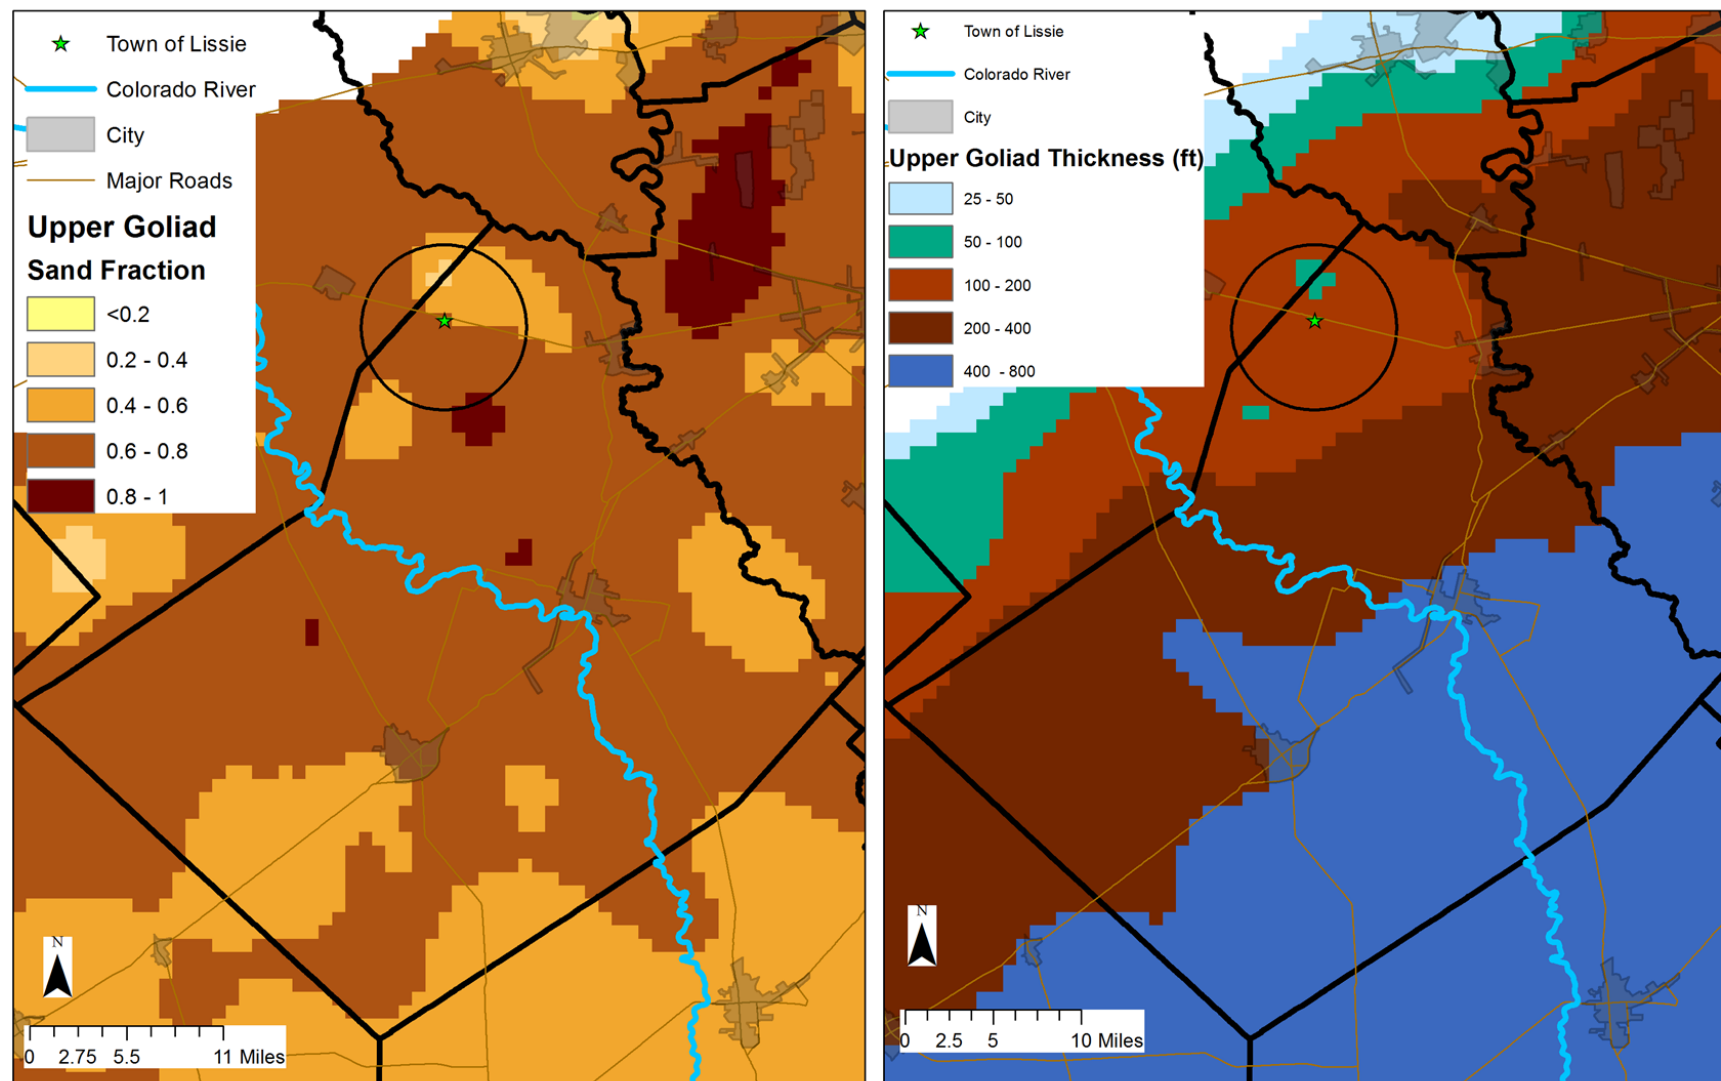 Town of Lissie
Colorado River
City
Major Roads
Upper Goliad
Sand Fraction
<0.2
0.2 - 0.4
0.4 - 0.6
0.6 - 0.8
0.8 - 1
N
0 2.75 5.5 11 Miles
Town of Lissie
Colorado River
City
Upper Goliad Thickness (ft)
25 - 50
50 - 100
100 - 200
200 - 400
400 - 800
N
0 2.5 5 10 Miles